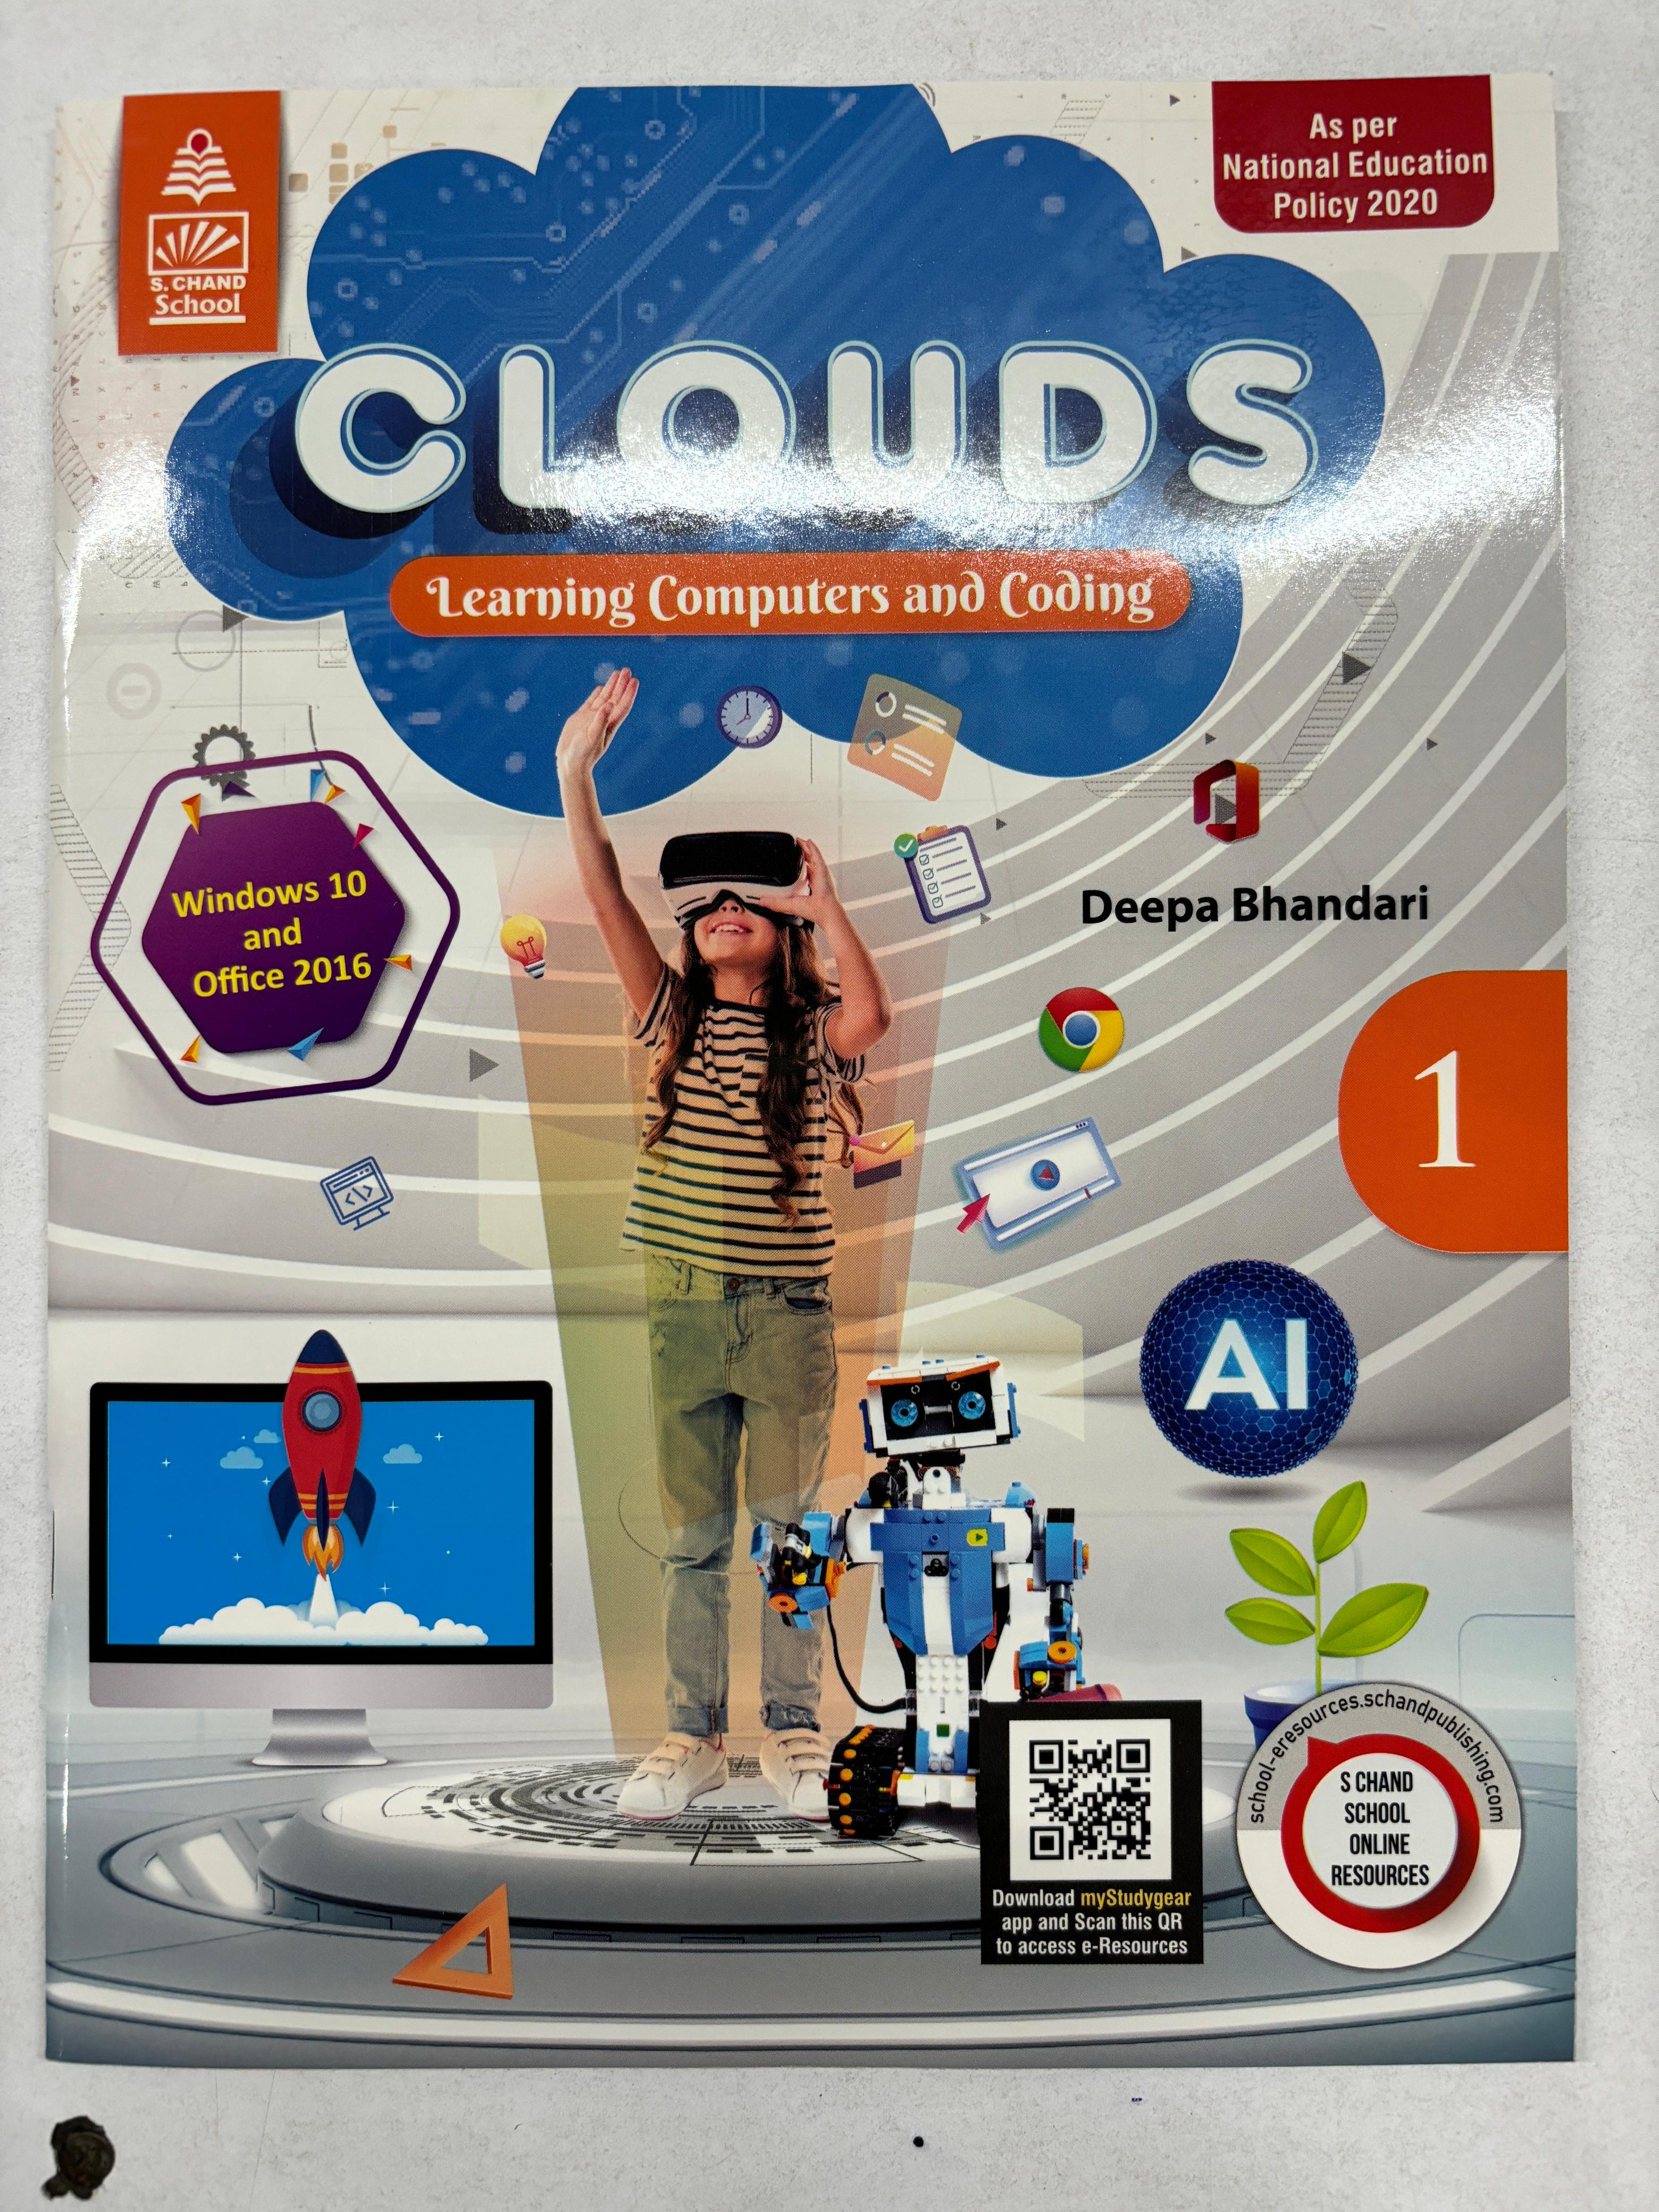 As per
National Education
Policy 2020
S. CHAND
School
CLOUDS
Learning Computers and Coding
Windows 10
and
Office 2016
Deepa Bhandari
1
AI
school-eresources.schandpublishing.com
S CHAND
SCHOOL
ONLINE
RESOURCES
Download myStudygear
app and Scan this QR
to access e-Resources